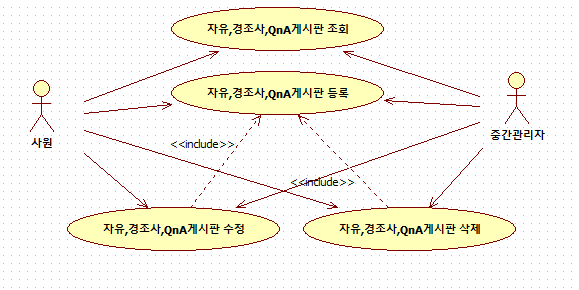 자유,경조사,QnA게시판 조회
자유,경조사,QnA게시판 등록
사원
중간관리자
<<include>>
<<include>>
자유,경조사,QnA게시판 수정
자유,경조사,QnA게시판 삭제